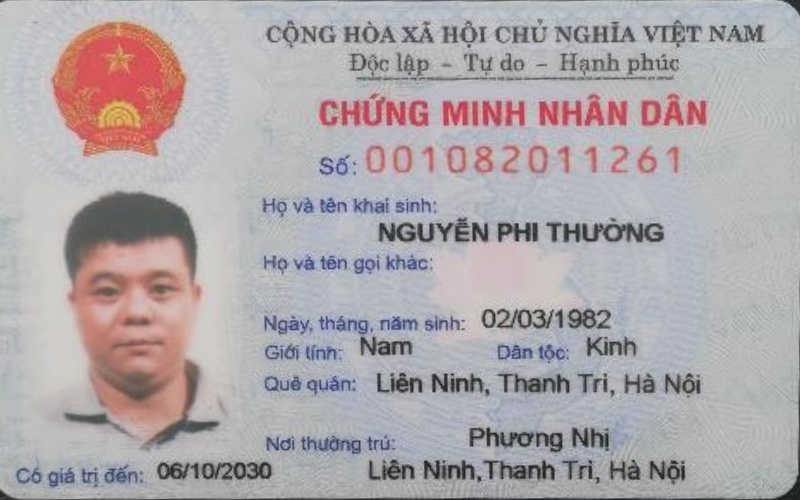 CỘNG HÒA XÃ HỘI CHỦ NGHĨA VIỆT NAM
Độc lập - Tự do - Hạnh phúc
CHỨNG MINH NHÂN DÂN
Số: 001082011261
Họ và tên khai sinh:
NGUYỄN PHI THƯỜNG
Họ và tên gọi khác:
Ngày, tháng, năm sinh: 02/03/1982
Giới tính: Nam Dân tộc: Kinh
Quê quán: Liên Ninh, Thanh Trì, Hà Nội
Nơi thường trú: Phương Nhị
Liên Ninh,Thanh Trì, Hà Nội
Có giá trị đến: 06/10/2030